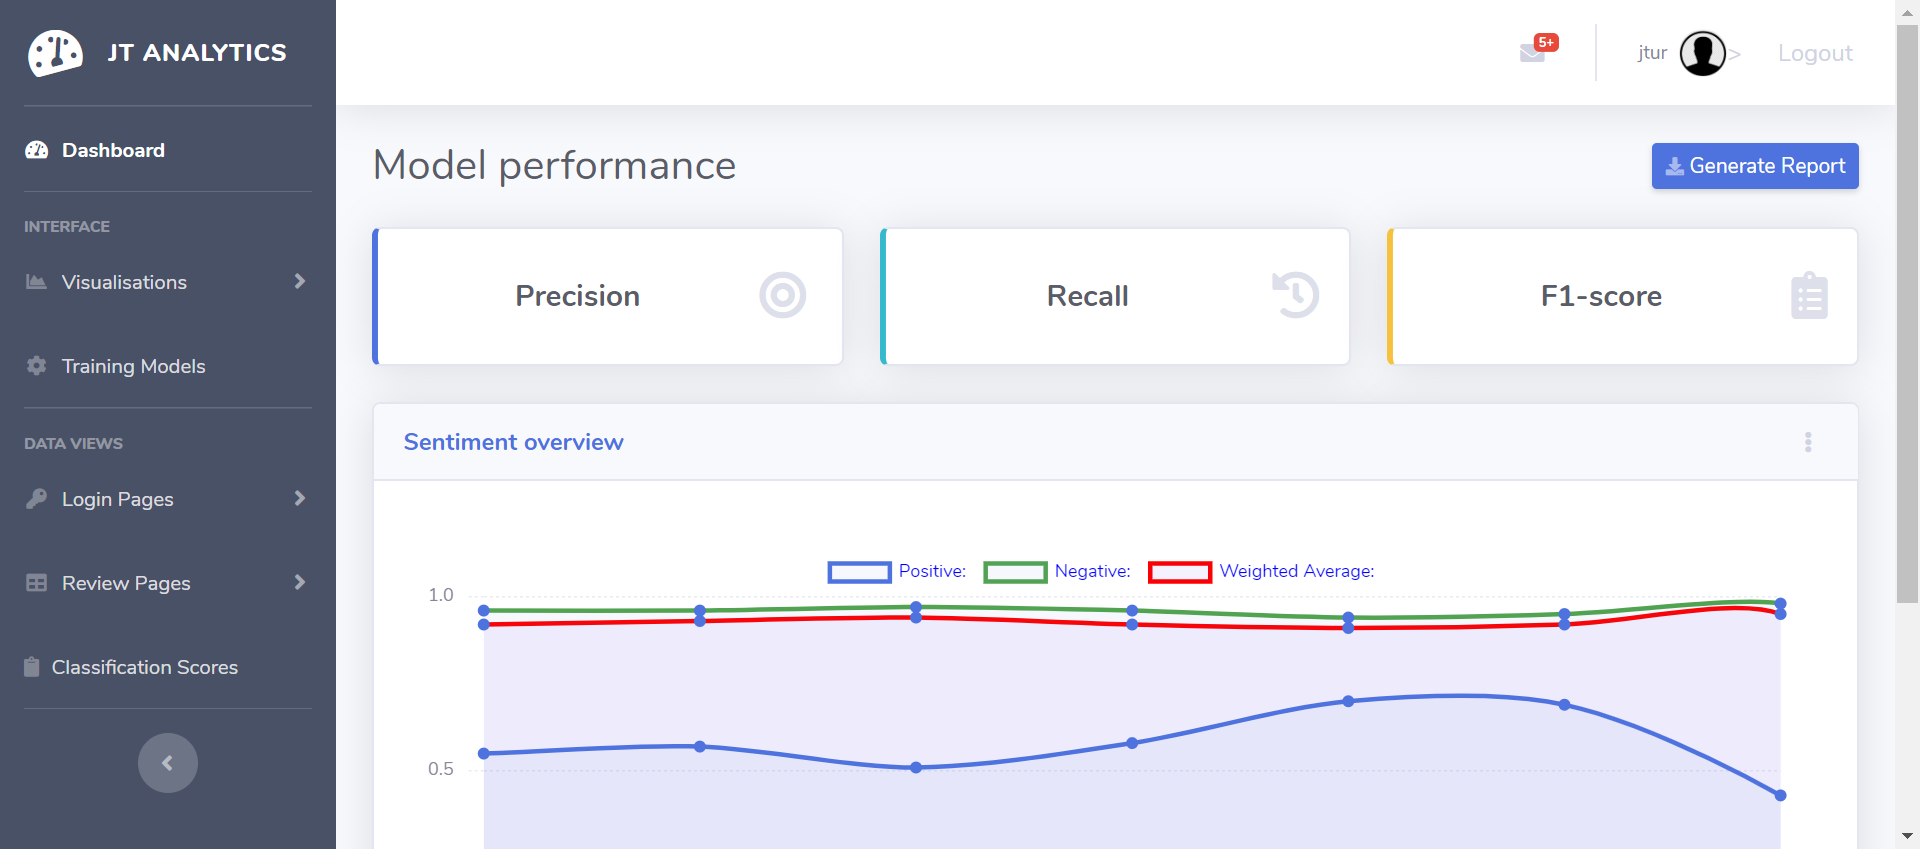 JT ANALYTICS
Dashboard
INTERFACE
Visualisations
Training Models
DATA VIEWS
Login Pages
Review Pages
Classification Scores
5+
jtur
>
Logout
Model performance
Generate Report
Precision
Recall
F1-score
Sentiment overview
Positive: Negative: Weighted Average:
1.0
0.5